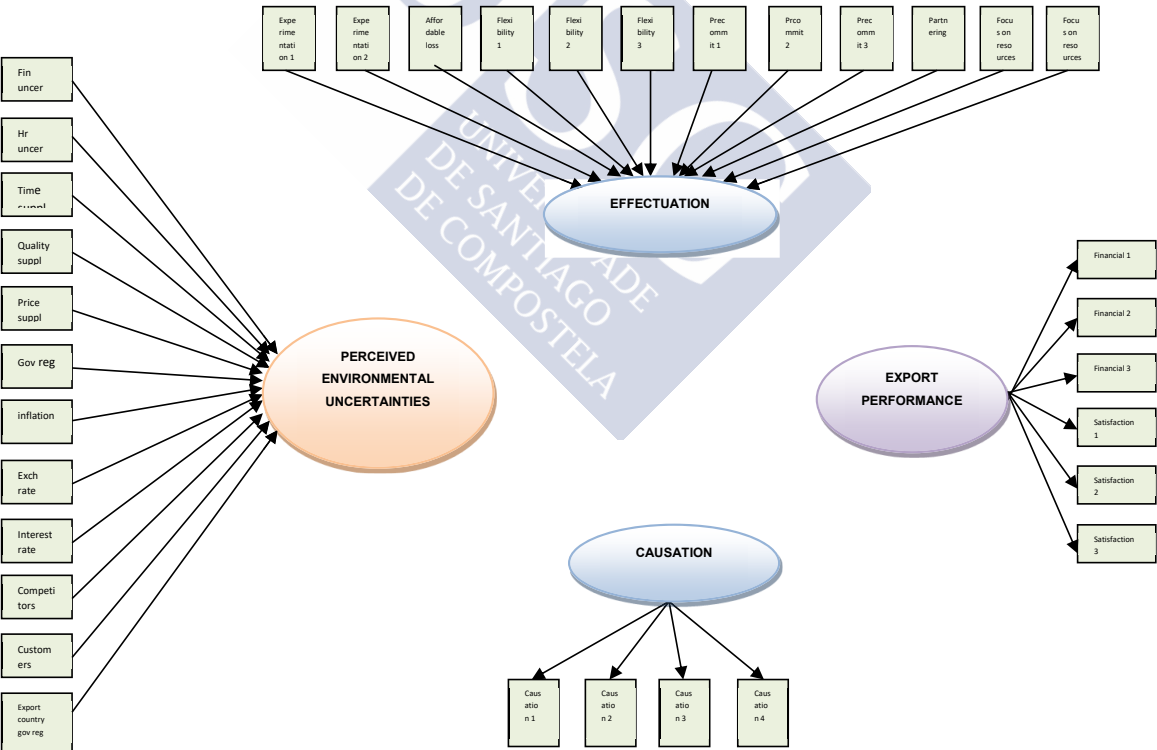 Expe
rime
ntati
on 1
Expe
rime
ntati
on 2
Affor
dable
loss
Flexi
bility
1
Flexi
bility
2
Flexi
bility
3
Prec
omm
it 1
Prco
mmit
2
Prec
omm
it 3
Partn
ering
Focu
s on
reso
urces
Focu
s on
reso
urces
Fin
uncer
Hr
uncer
Time
suppl
Quality
suppl
Price
suppl
Gov reg
inflation
Exch
rate
Interest
rate
Competi
tors
Custom
ers
Export
country
gov reg
EFFECTUATION
PERCEIVED
ENVIRONMENTAL
UNCERTAINTIES
EXPORT
PERFORMANCE
Financial 1
Financial 2
Financial 3
Satisfaction
1
Satisfaction
2
Satisfaction
3
CAUSATION
Caus
atio
n 1
Caus
atio
n 2
Caus
atio
n 3
Caus
atio
n 4
DE SANTIAGO
DE COMPOSTELA